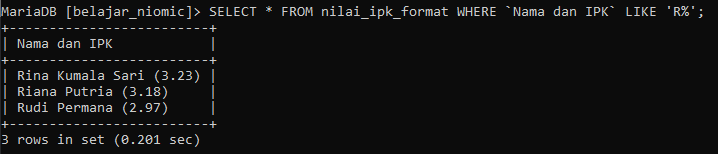 MariaDB [belajar_niomic]> SELECT * FROM nilai_ipk_format WHERE `Nama dan IPK` LIKE 'R%';
+-------------------------+
| Nama dan IPK            |
+-------------------------+
| Rina Kumala Sari (3.23) |
| Riana Putria (3.18)     |
| Rudi Permana (2.97)     |
+-------------------------+
3 rows in set (0.201 sec)